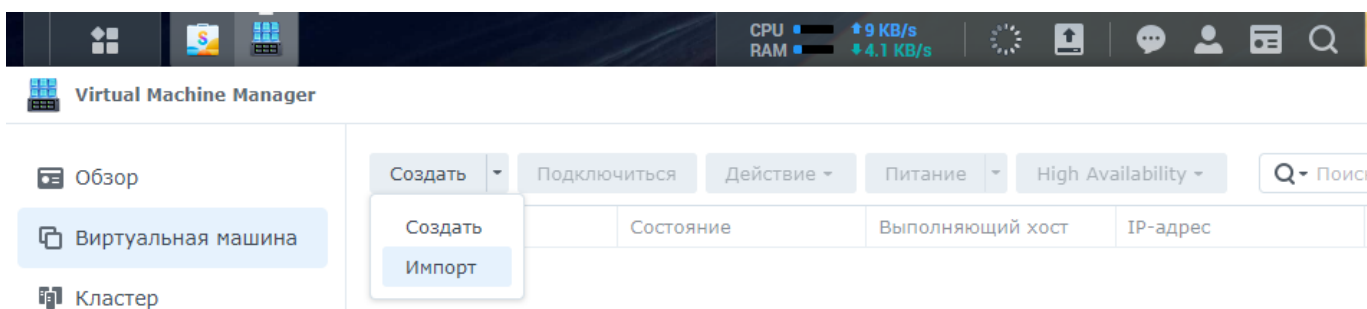 CPU 9 KB/s
RAM 4.1 KB/s
Virtual Machine Manager
Обзор
Создать Подключиться Действие Питание High Availability
Виртуальная машина
Создать Состояние Выполняющий хост IP-адрес
Импорт
Кластер